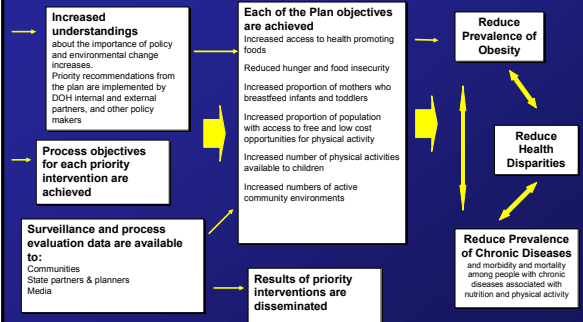 Increased
understandings
about the importance of policy
and environmental change
increases.
Priority recommendations from
the plan are implemented by
DOH internal and external
partners, and other policy
makers
Process objectives
for each priority
intervention are
achieved
Surveillance and process
evaluation data are available
to:
Communities
State partners & planners
Media
Each of the Plan objectives
are achieved
Increased access to health promoting
foods
Reduced hunger and food insecurity
Increased proportion of mothers who
breastfeed infants and toddlers
Increased proportion of population
with access to free and low cost
opportunities for physical activity
Increased number of physical activities
available to children
Increased numbers of active
community environments
Results of priority
interventions are
disseminated
Reduce
Prevalence of
Obesity
Reduce
Health
Disparities
Reduce Prevalence
of Chronic Diseases
and morbidity and mortality
among people with chronic
diseases associated with
nutrition and physical activity